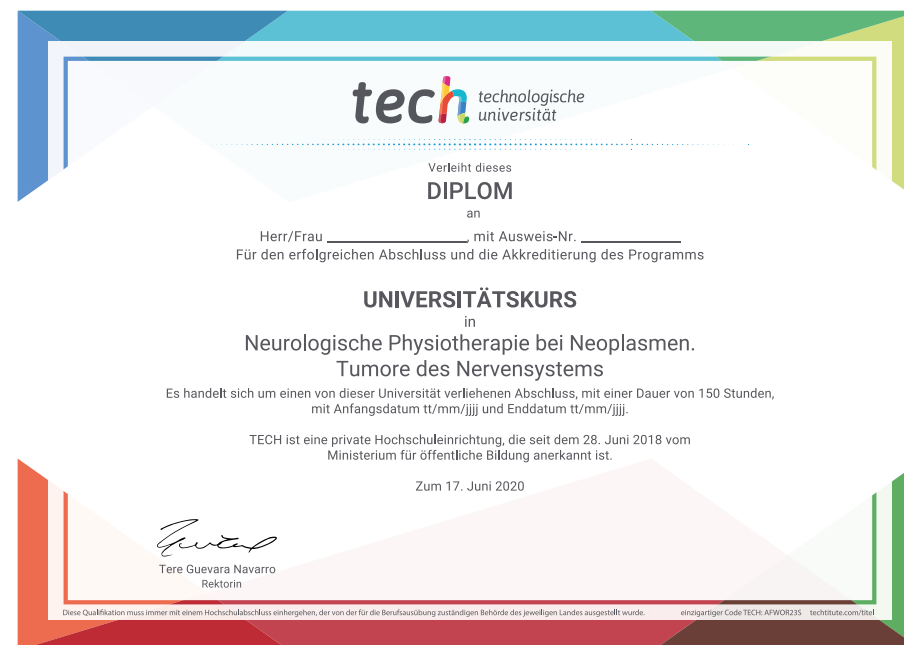 tech technologische
universität
Verleiht dieses
DIPLOM
an
Herr/Frau ____________________, mit Ausweis-Nr. ______________
Für den erfolgreichen Abschluss und die Akkreditierung des Programms
UNIVERSITÄTSKURS
in
Neurologische Physiotherapie bei Neoplasmen.
Tumore des Nervensystems
Es handelt sich um einen von dieser Universität verliehenen Abschluss, mit einer Dauer von 150 Stunden,
mit Anfangsdatum tt/mm/jjjj und Enddatum tt/mm/jjjj.
TECH ist eine private Hochschuleinrichtung, die seit dem 28. Juni 2018 vom
Ministerium für öffentliche Bildung anerkannt ist.
Zum 17. Juni 2020
Tere Guevara Navarro
Rektorin
Diese Qualifikation muss immer mit einem Hochschulabschluss einhergehen, der von der für die Berufsausübung zuständigen Behörde des jeweiligen Landes ausgestellt wurde. einzigartiger Code TECH: AFWOR235 techtitute.com/titel